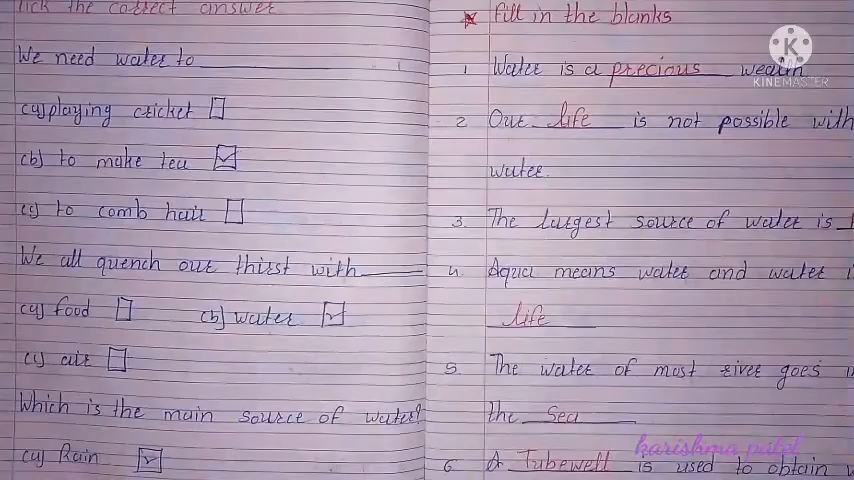 Tick the correct answer
We need water to
(a) playing cricket
(b) to make tea
(c) to comb hair
We all quench our thirst with
(a) food (b) water
(c) air
Which is the main source of water?
(a) Rain
Fill in the blanks
1 Water is a precious wealth
2 Our life is not possible with
water.
3. The largest source of water is
4. Aqua means water and water
life
5. The water of most river goes
the Sea
6 A Tubewell is used to obtain
K
KINEMASTER
karishma patel